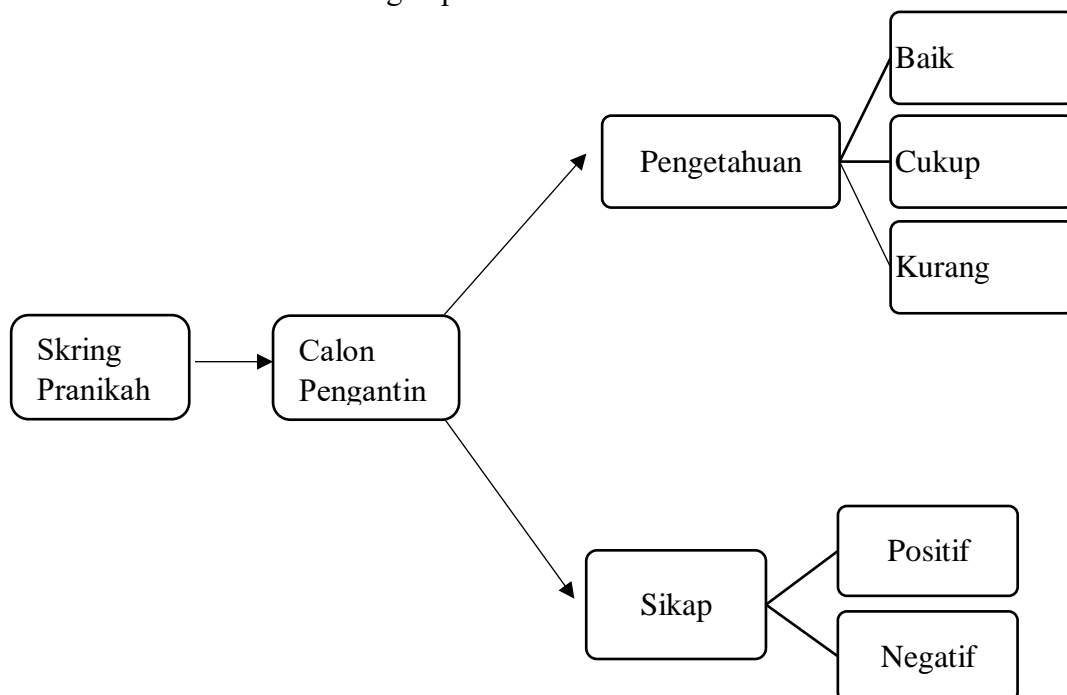 Baik
Pengetahuan
Cukup
Kurang
Skring
Pranikah
Calon
Pengantin
Positif
Sikap
Negatif